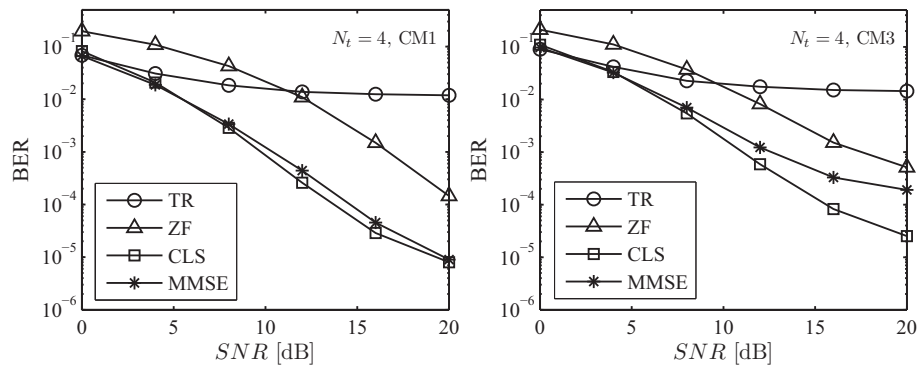 N_t = 4, CM1
BER
10^{-1}
10^{-2}
10^{-3}
10^{-4}
10^{-5}
10^{-6}
TR
ZF
CLS
MMSE
0 5 10 15 20
SNR [dB]
N_t = 4, CM3
BER
10^{-1}
10^{-2}
10^{-3}
10^{-4}
10^{-5}
10^{-6}
TR
ZF
CLS
MMSE
0 5 10 15 20
SNR [dB]